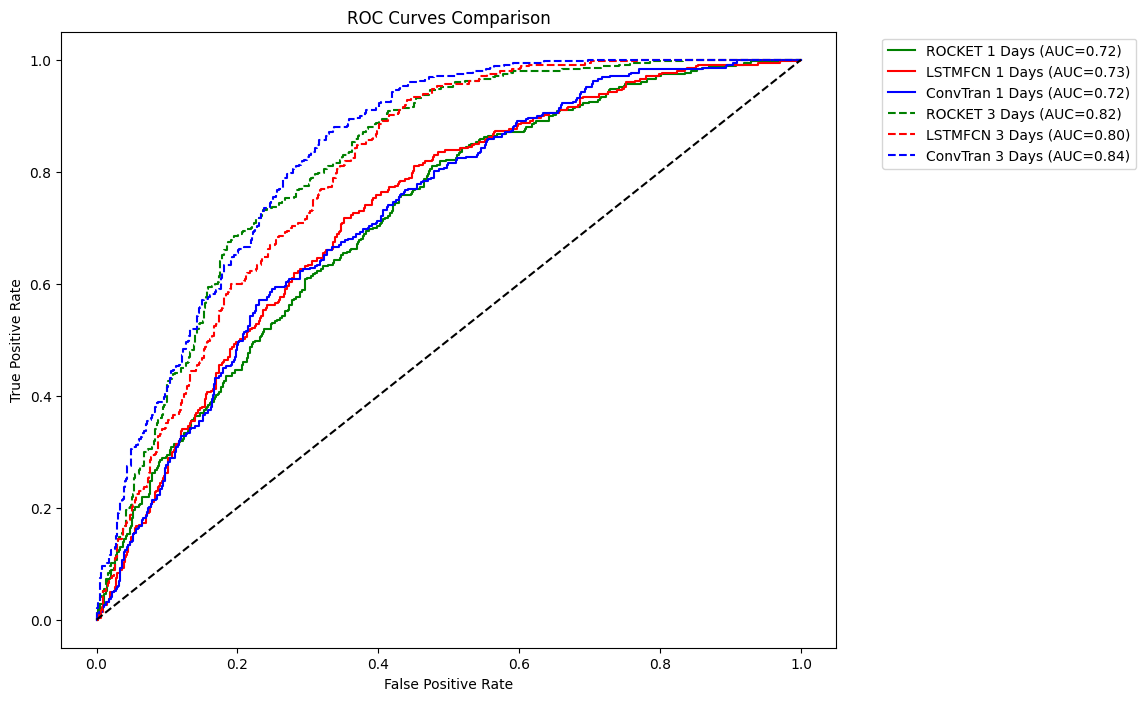 ROC Curves Comparison
ROCKET 1 Days (AUC=0.72)
LSTMFCN 1 Days (AUC=0.73)
ConvTran 1 Days (AUC=0.72)
ROCKET 3 Days (AUC=0.82)
LSTMFCN 3 Days (AUC=0.80)
ConvTran 3 Days (AUC=0.84)
True Positive Rate
1.0
0.8
0.6
0.4
0.2
0.0
0.0 0.2 0.4 0.6 0.8 1.0
False Positive Rate